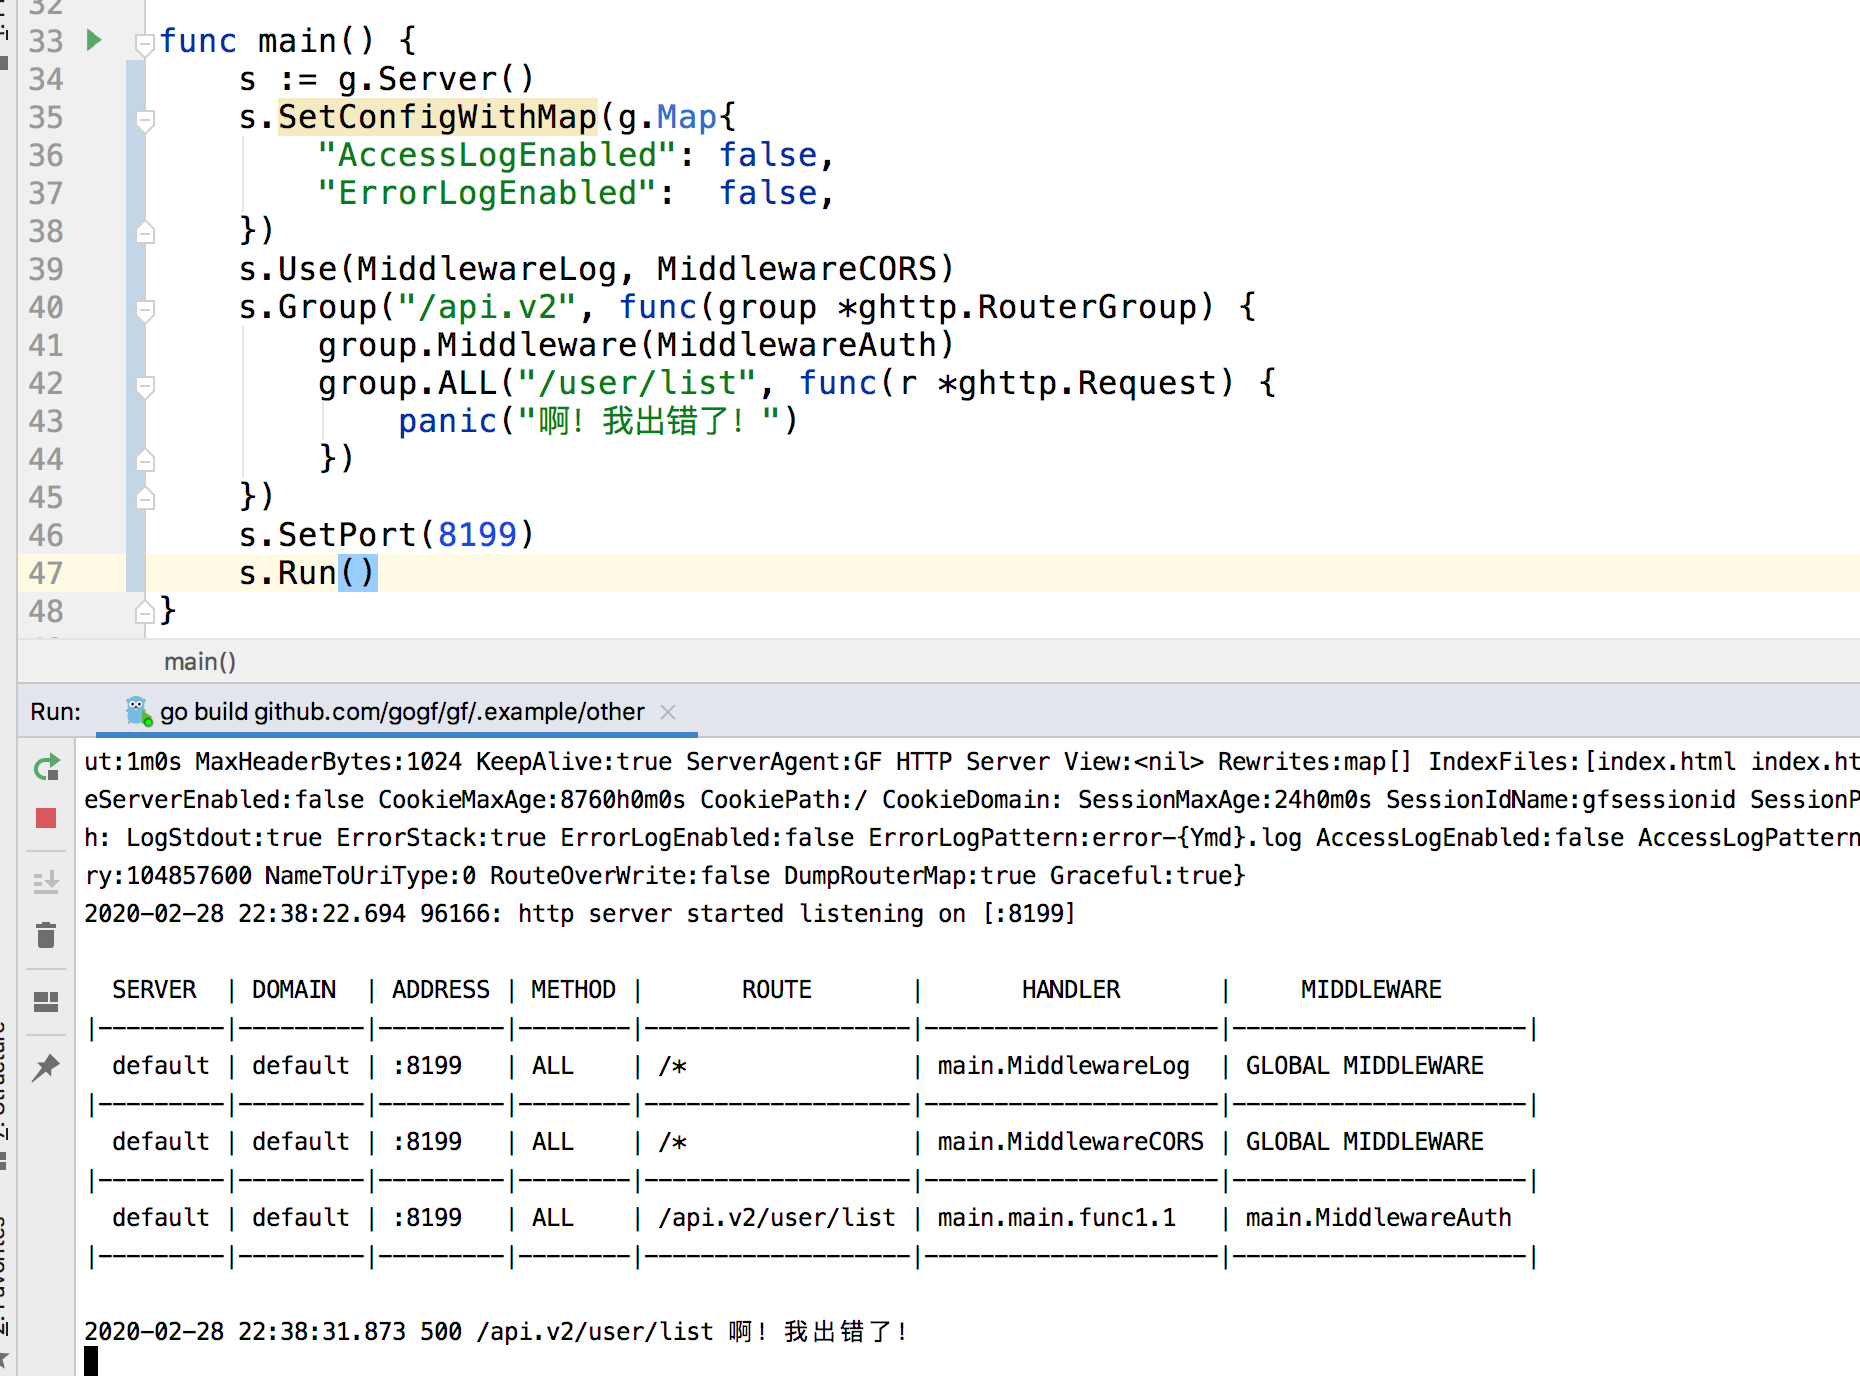 32
33 func main() {
34 s := g.Server()
35 s.SetConfigWithMap(g.Map{
36 "AccessLogEnabled": false,
37 "ErrorLogEnabled":  false,
38 })
39 s.Use(MiddlewareLog, MiddlewareCORS)
40 s.Group("/api.v2", func(group *ghttp.RouterGroup) {
41 group.Middleware(MiddlewareAuth)
42 group.ALL("/user/list", func(r *ghttp.Request) {
43 panic("啊！我出错了！")
44 })
45 })
46 s.SetPort(8199)
47 s.Run()
48 }
main()
Run: go build github.com/gogf/gf/.example/other
ut:1m0s MaxHeaderBytes:1024 KeepAlive:true ServerAgent:GF HTTP Server View:<nil> Rewrites:map[] IndexFiles:[index.html index.ht
eServerEnabled:false CookieMaxAge:8760h0m0s CookiePath:/ CookieDomain: SessionMaxAge:24h0m0s SessionIdName:gfsessionid SessionP
h: LogStdout:true ErrorStack:true ErrorLogEnabled:false ErrorLogPattern:error-{Ymd}.log AccessLogEnabled:false AccessLogPattern
ry:104857600 NameToUriType:0 RouteOverWrite:false DumpRouterMap:true Graceful:true}
2020-02-28 22:38:22.694 96166: http server started listening on [:8199]
SERVER | DOMAIN | ADDRESS | METHOD | ROUTE | HANDLER | MIDDLEWARE
|---------|---------|---------|--------|-------------------|---------------------|---------------------|
default | default | :8199 | ALL | /* | main.MiddlewareLog | GLOBAL MIDDLEWARE
|---------|---------|---------|--------|-------------------|---------------------|---------------------|
default | default | :8199 | ALL | /* | main.MiddlewareCORS | GLOBAL MIDDLEWARE
|---------|---------|---------|--------|-------------------|---------------------|---------------------|
default | default | :8199 | ALL | /api.v2/user/list | main.main.func1.1 | main.MiddlewareAuth
|---------|---------|---------|--------|-------------------|---------------------|---------------------|
2020-02-28 22:38:31.873 500 /api.v2/user/list 啊！我出错了！
Z: Structure
2: Favorites